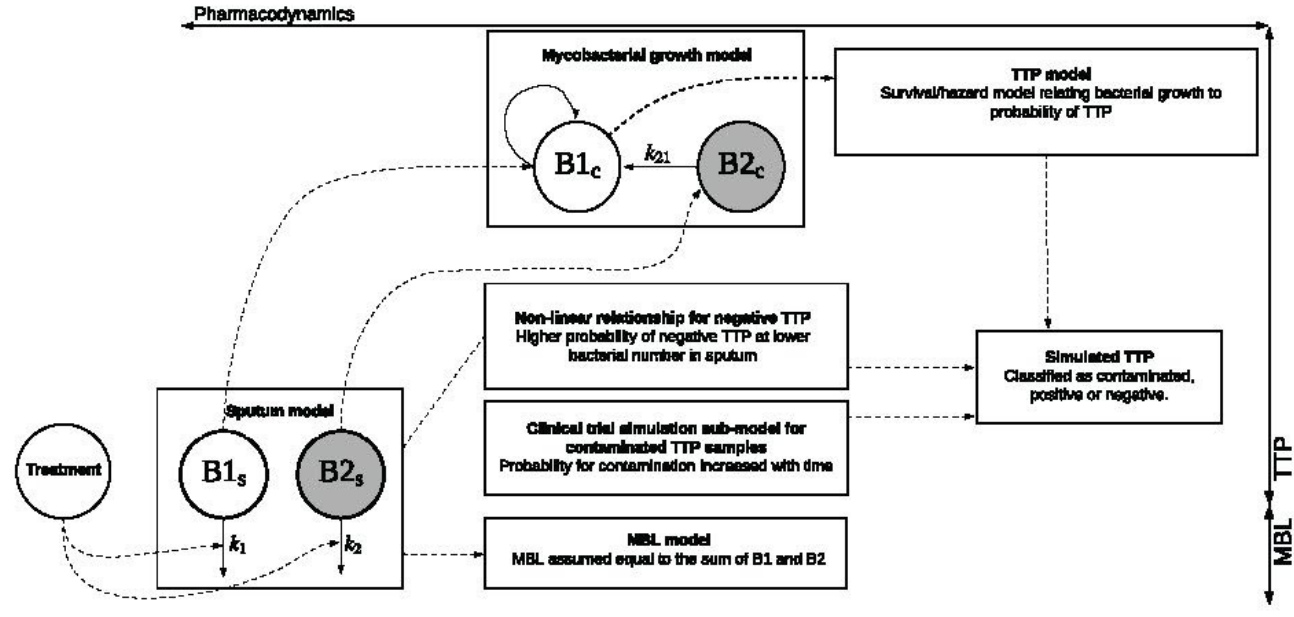 Pharmacodynamics
Mycobacterial growth model
B1c
k21
B2c
TTP model
Survival/hazard model relating bacterial growth to
probability of TTP
Non-linear relationship for negative TTP
Higher probability of negative TTP at lower
bacterial number in sputum
Simulated TTP
Classified as contaminated,
positive or negative.
Clinical trial simulation sub-model for
contaminated TTP samples
Probability for contamination increased with time
Sputum model
Treatment
B1s
B2s
k1
k2
MBL model
MBL assumed equal to the sum of B1 and B2
TTP
MBL